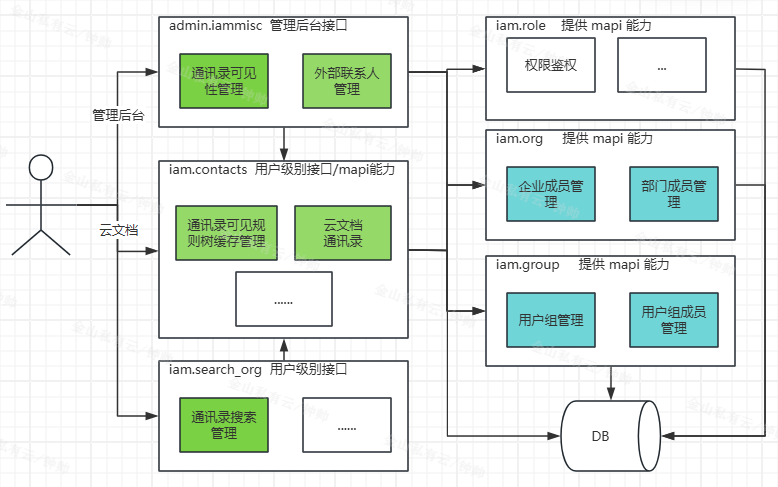 admin.iammisc 管理后台接口
通讯录可见
性管理
外部联系人
管理
管理后台
云文档
iam.contacts 用户级别接口/mapi能力
通讯录可见规
则树缓存管理
云文档
通讯录
......
iam.search_org 用户级别接口
通讯录搜索
管理
......
iam.role 提供 mapi 能力
权限鉴权
...
iam.org 提供 mapi 能力
企业成员管
理
部门成员管
理
iam.group 提供 mapi 能力
用户组管理
用户组成员
管理
DB